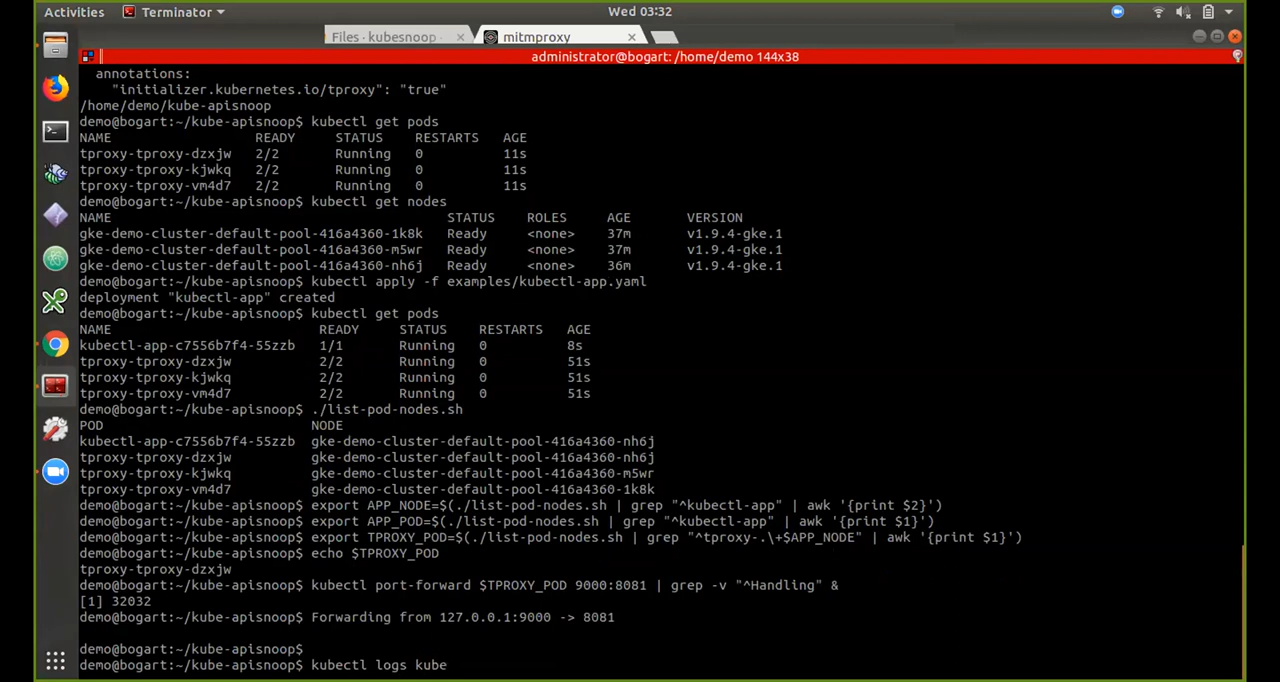 Activities Terminator Wed 03:32
Files - kubesnoop mitmproxy
administrator@bogart: /home/demo 144x38
annotations:
"initializer.kubernetes.io/tproxy": "true"
/home/demo/kube-apisnoop
demo@bogart:~/kube-apisnoop$ kubectl get pods
NAME READY STATUS RESTARTS AGE
tproxy-tproxy-dzxjw 2/2 Running 0 11s
tproxy-tproxy-kjwkq 2/2 Running 0 11s
tproxy-tproxy-vm4d7 2/2 Running 0 11s
demo@bogart:~/kube-apisnoop$ kubectl get nodes
NAME STATUS ROLES AGE VERSION
gke-demo-cluster-default-pool-416a4360-1k8k Ready <none> 37m v1.9.4-gke.1
gke-demo-cluster-default-pool-416a4360-m5wr Ready <none> 37m v1.9.4-gke.1
gke-demo-cluster-default-pool-416a4360-nh6j Ready <none> 36m v1.9.4-gke.1
demo@bogart:~/kube-apisnoop$ kubectl apply -f examples/kubectl-app.yaml
deployment "kubectl-app" created
demo@bogart:~/kube-apisnoop$ kubectl get pods
NAME READY STATUS RESTARTS AGE
kubectl-app-c7556b7f4-55zzb 1/1 Running 0 8s
tproxy-tproxy-dzxjw 2/2 Running 0 51s
tproxy-tproxy-kjwkq 2/2 Running 0 51s
tproxy-tproxy-vm4d7 2/2 Running 0 51s
demo@bogart:~/kube-apisnoop$ ./list-pod-nodes.sh
POD NODE
kubectl-app-c7556b7f4-55zzb gke-demo-cluster-default-pool-416a4360-nh6j
tproxy-tproxy-dzxjw gke-demo-cluster-default-pool-416a4360-nh6j
tproxy-tproxy-kjwkq gke-demo-cluster-default-pool-416a4360-m5wr
tproxy-tproxy-vm4d7 gke-demo-cluster-default-pool-416a4360-1k8k
demo@bogart:~/kube-apisnoop$ export APP_NODE=$(./list-pod-nodes.sh | grep "^kubectl-app" | awk '{print $2}')
demo@bogart:~/kube-apisnoop$ export APP_POD=$(./list-pod-nodes.sh | grep "^kubectl-app" | awk '{print $1}')
demo@bogart:~/kube-apisnoop$ export TPROXY_POD=$(./list-pod-nodes.sh | grep "^tproxy-.\+$APP_NODE" | awk '{print $1}')
demo@bogart:~/kube-apisnoop$ echo $TPROXY_POD
tproxy-tproxy-dzxjw
demo@bogart:~/kube-apisnoop$ kubectl port-forward $TPROXY_POD 9000:8081 | grep -v "^Handling" &
[1] 32032
demo@bogart:~/kube-apisnoop$ Forwarding from 127.0.0.1:9000 -> 8081
demo@bogart:~/kube-apisnoop$
demo@bogart:~/kube-apisnoop$ kubectl logs kube